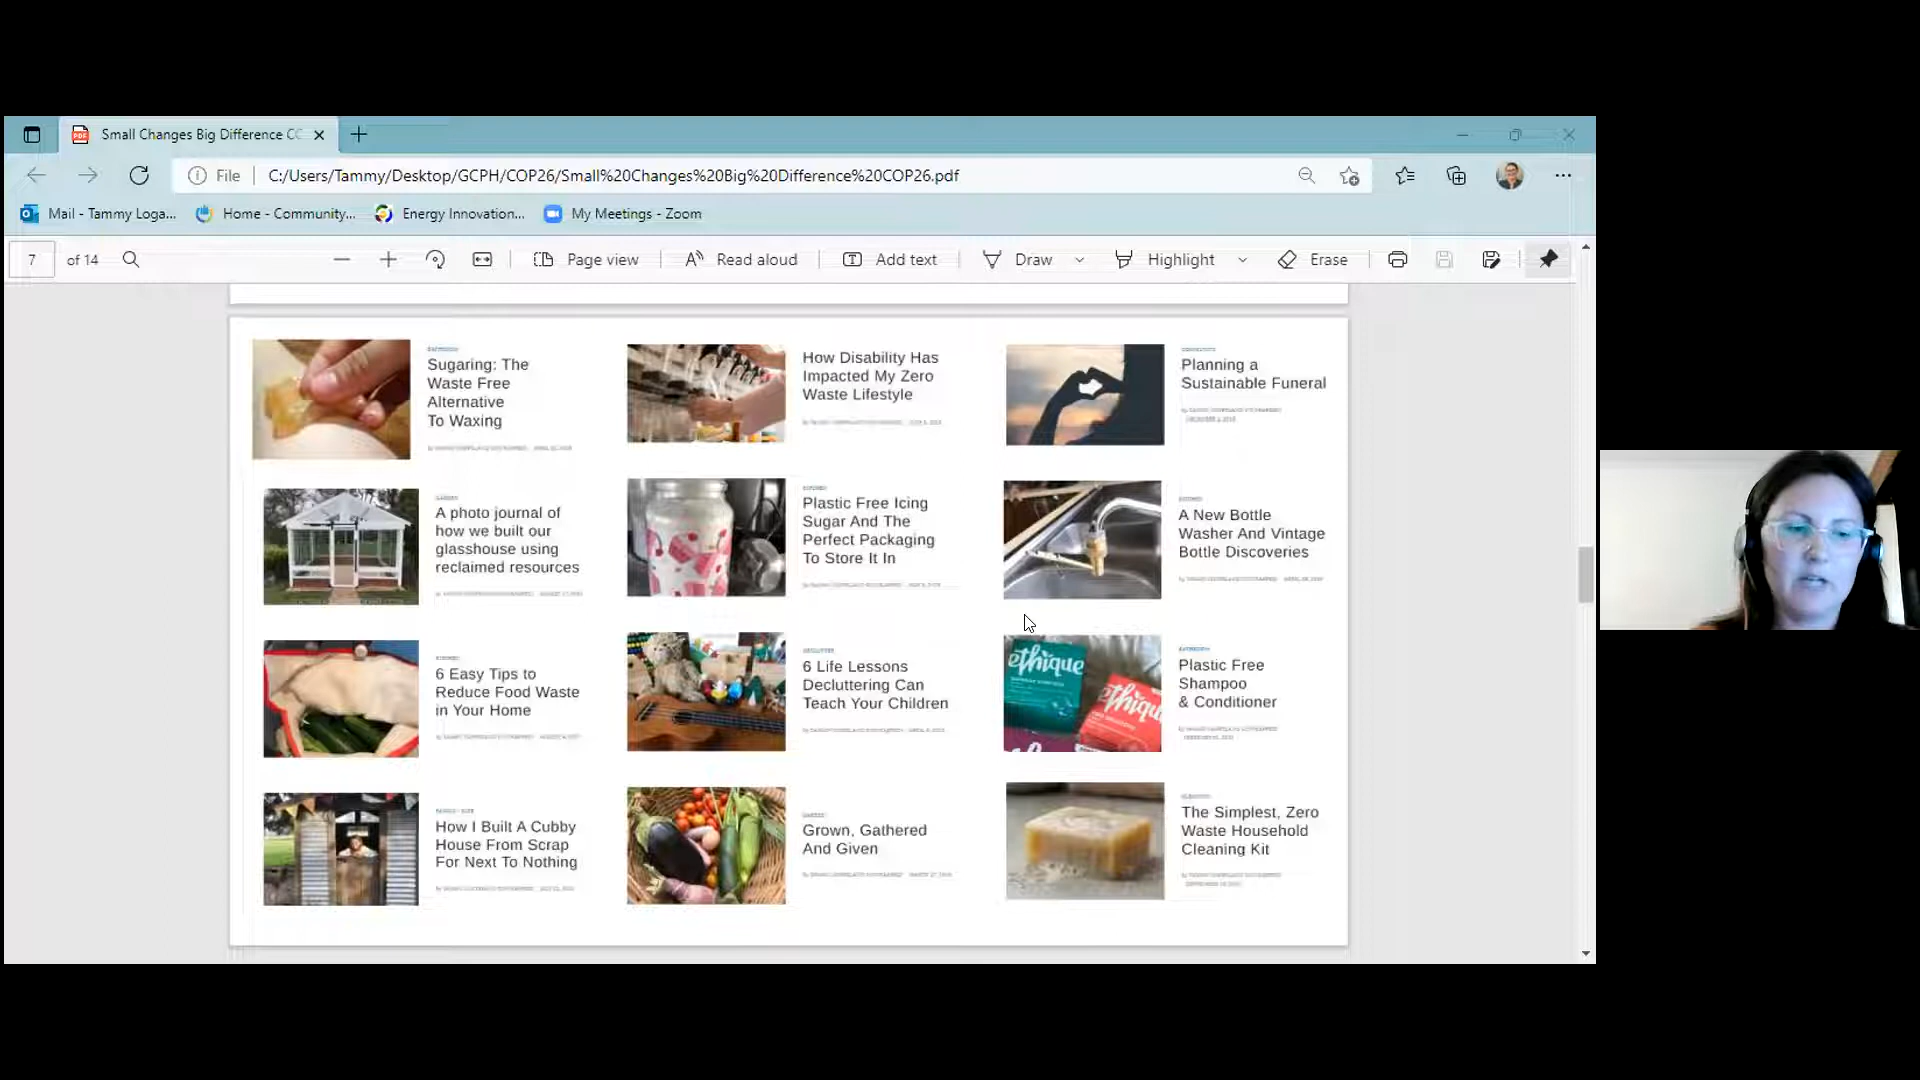 Small Changes Big Difference CC
File
C:/Users/Tammy/Desktop/GCPH/COP26/Small%20Changes%20Big%20Difference%20COP26.pdf
Mail - Tammy Loga...
Home - Community...
Energy Innovation...
My Meetings - Zoom
7 of 14
Page view
Read aloud
Add text
Draw
Highlight
Erase
Sugaring: The
Waste Free
Alternative
To Waxing
How Disability Has
Impacted My Zero
Waste Lifestyle
Planning a
Sustainable Funeral
A photo journal of
how we built our
glasshouse using
reclaimed resources
Plastic Free Icing
Sugar And The
Perfect Packaging
To Store It In
A New Bottle
Washer And Vintage
Bottle Discoveries
6 Easy Tips to
Reduce Food Waste
in Your Home
6 Life Lessons
Decluttering Can
Teach Your Children
ethique
ethique
Plastic Free
Shampoo
& Conditioner
How I Built A Cubby
House From Scrap
For Next To Nothing
Grown, Gathered
And Given
The Simplest, Zero
Waste Household
Cleaning Kit